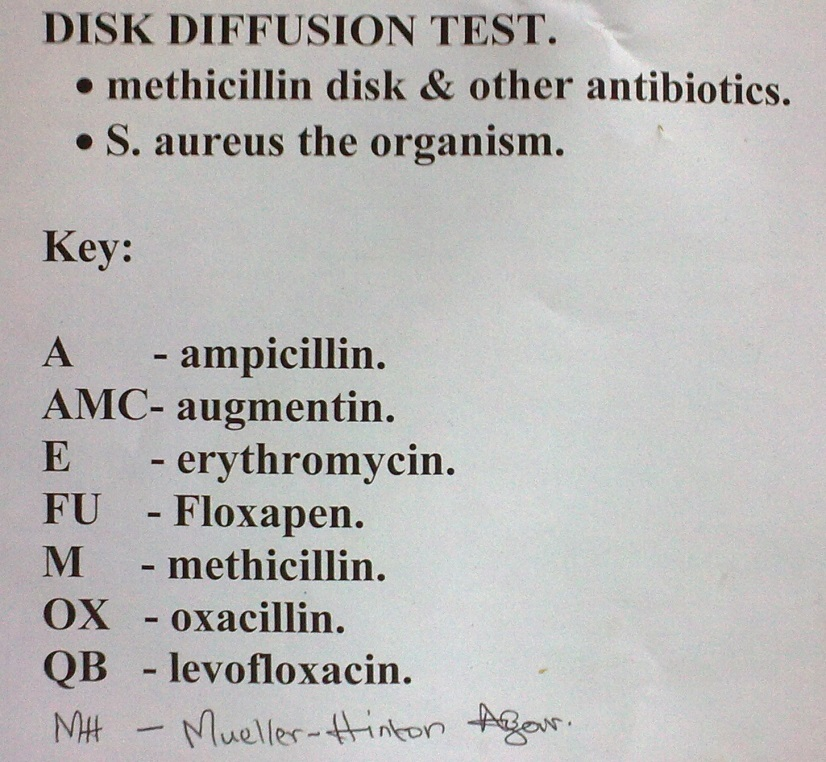 DISK DIFFUSION TEST.
• methicillin disk & other antibiotics.
• S. aureus the organism.
Key:
A - ampicillin.
AMC- augmentin.
E - erythromycin.
FU - Floxapen.
M - methicillin.
OX - oxacillin.
QB - levofloxacin.
MH - Mueller-Hinton Agar.